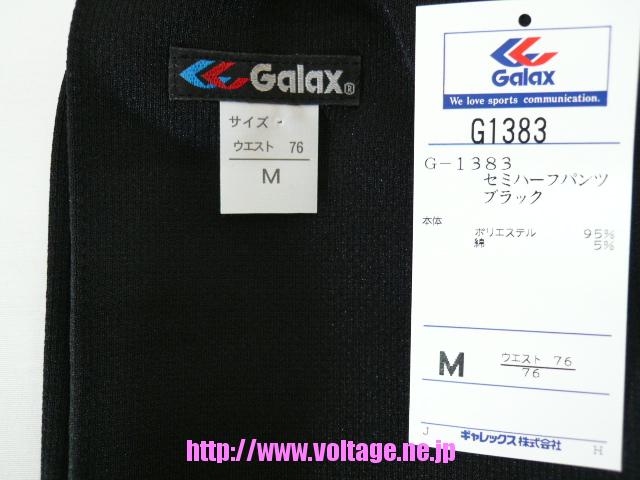 Galax®
サイズ
ウエスト 76
M
Galax
We love sports communication.
G1383
G-1383
セミハーフパンツ
ブラック
本体
ポリエステル 95%
綿 5%
M ウエスト 76
76
J ギャレックス株式会社 H
http://www.voltage.ne.jp